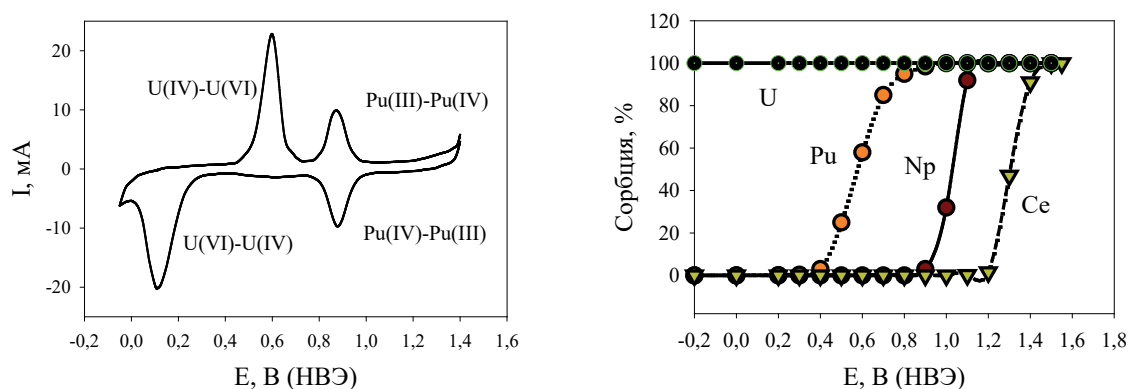 I, мА
20
10
0
-10
-20
U(IV)-U(VI)
Pu(III)-Pu(IV)
U(VI)-U(IV)
Pu(IV)-Pu(III)
0,0 0,2 0,4 0,6 0,8 1,0 1,2 1,4 1,6
E, В (НВЭ)
Сорбция, %
120
100
80
60
40
20
0
U
Pu
Np
Ce
-0,2 0,0 0,2 0,4 0,6 0,8 1,0 1,2 1,4 1,6 1,8
E, В (НВЭ)